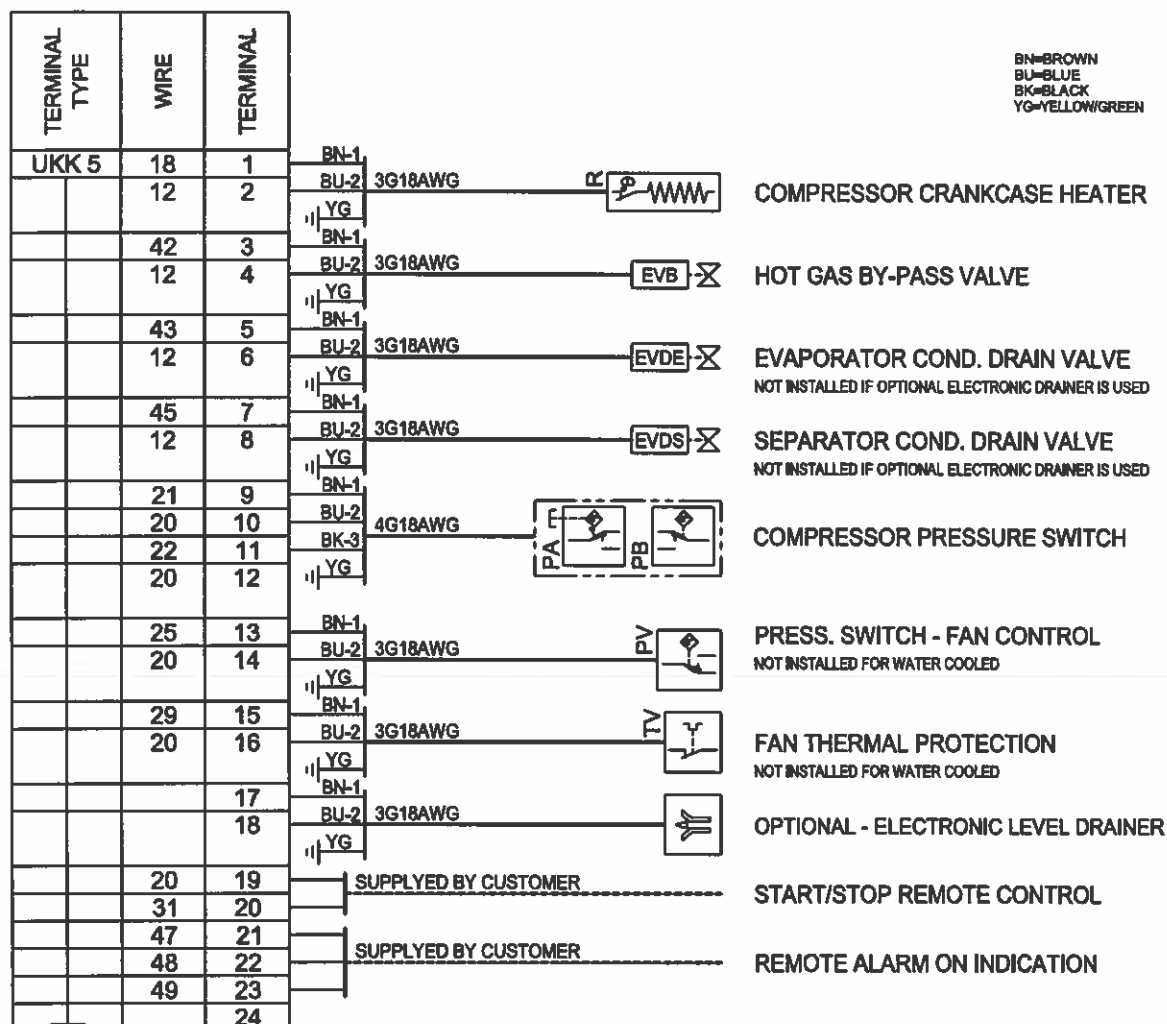 TERMINAL TYPE WIRE TERMINAL
BN=BROWN
BU=BLUE
BK=BLACK
YG=YELLOW/GREEN
UKK 5 18 1 BN-1
12 2 BU-2 3G18AWG R COMPRESSOR CRANKCASE HEATER
YG
42 3 BN-1
12 4 BU-2 3G18AWG EVB HOT GAS BY-PASS VALVE
YG
43 5 BN-1
12 6 BU-2 3G18AWG EVDE EVAPORATOR COND. DRAIN VALVE
YG NOT INSTALLED IF OPTIONAL ELECTRONIC DRAINER IS USED
45 7 BN-1
12 8 BU-2 3G18AWG EVDS SEPARATOR COND. DRAIN VALVE
YG NOT INSTALLED IF OPTIONAL ELECTRONIC DRAINER IS USED
21 9 BN-1
20 10 BU-2 4G18AWG PA PB COMPRESSOR PRESSURE SWITCH
22 11 BK-3
20 12 YG
25 13 BN-1 PRESS. SWITCH - FAN CONTROL
20 14 BU-2 3G18AWG PV NOT INSTALLED FOR WATER COOLED
YG
29 15 BN-1
20 16 BU-2 3G18AWG TV FAN THERMAL PROTECTION
YG NOT INSTALLED FOR WATER COOLED
17 BN-1
18 BU-2 3G18AWG OPTIONAL - ELECTRONIC LEVEL DRAINER
YG
20 19 SUPPLYED BY CUSTOMER START/STOP REMOTE CONTROL
31 20
47 21
48 22 SUPPLYED BY CUSTOMER REMOTE ALARM ON INDICATION
49 23
24